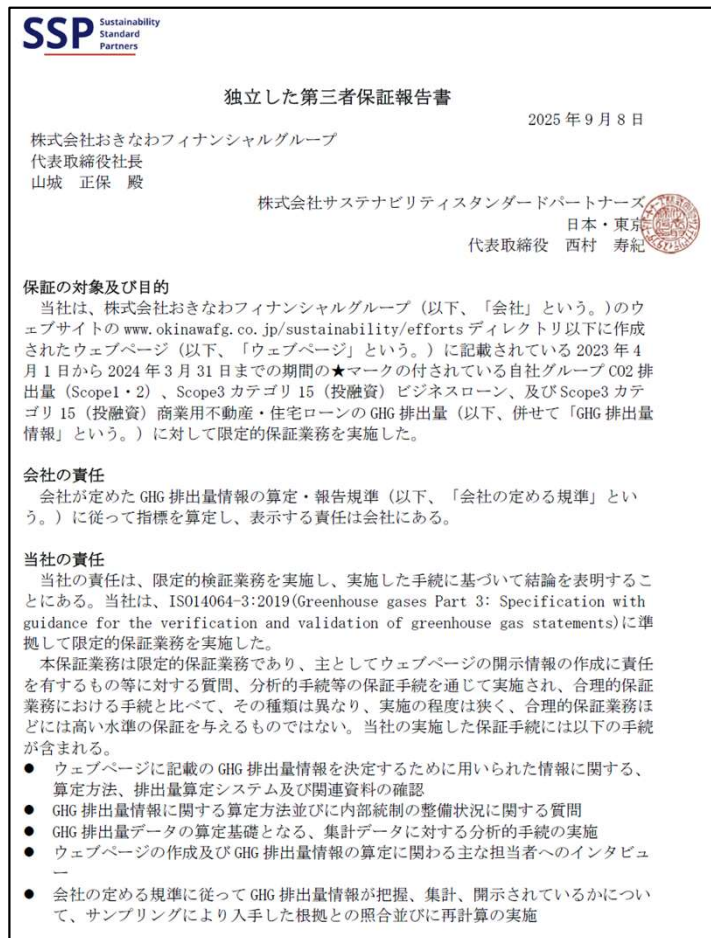 SSP Sustainability
Standard
Partners
独立した第三者保証報告書
2025 年 9 月 8 日
株式会社おきなわフィナンシャルグループ
代表取締役社長
山城 正保 殿
株式会社サステナビリティスタンダードパートナーズ
日本・東京
代表取締役 西村 寿紀
保証の対象及び目的
当社は、株式会社おきなわフィナンシャルグループ（以下、「会社」という。）のウ
ェブサイトの www.okinawafg.co.jp/sustainability/efforts ディレクトリ以下に作成
されたウェブページ（以下、「ウェブページ」という。）に記載されている 2023 年 4
月 1 日から 2024 年 3 月 31 日までの期間の★マークの付されている自社グループ CO2 排
出量（Scope1・2）、Scope3 カテゴリ 15（投融資）ビジネスローン、及び Scope3 カテ
ゴリ 15（投融資）商業用不動産・住宅ローンの GHG 排出量（以下、併せて「GHG 排出量
情報」という。）に対して限定的保証業務を実施した。
会社の責任
会社が定めた GHG 排出量情報の算定・報告規準（以下、「会社の定める規準」とい
う。）に従って指標を算定し、表示する責任は会社にある。
当社の責任
当社の責任は、限定的検証業務を実施し、実施した手続に基づいて結論を表明するこ
とにある。当社は、ISO14064-3:2019(Greenhouse gases Part 3: Specification with
guidance for the verification and validation of greenhouse gas statements)に準
拠して限定的保証業務を実施した。
本保証業務は限定的保証業務であり、主としてウェブページの開示情報の作成に責任
を有するもの等に対する質問、分析的手続等の保証手続を通じて実施され、合理的保証
業務における手続と比べて、その種類は異なり、実施の程度は狭く、合理的保証業務ほ
どには高い水準の保証を与えるものではない。当社の実施した保証手続には以下の手続
が含まれる。
● ウェブページに記載の GHG 排出量情報を決定するために用いられた情報に関する、
算定方法、排出量算定システム及び関連資料の確認
● GHG 排出量情報に関する算定方法並びに内部統制の整備状況に関する質問
● GHG 排出量データの算定基礎となる、集計データに対する分析的手続の実施
● ウェブページの作成及び GHG 排出量情報の算定に関わる主な担当者へのインタビュ
ー
● 会社の定める規準に従って GHG 排出量情報が把握、集計、開示されているかについ
て、サンプリングにより入手した根拠との照合並びに再計算の実施